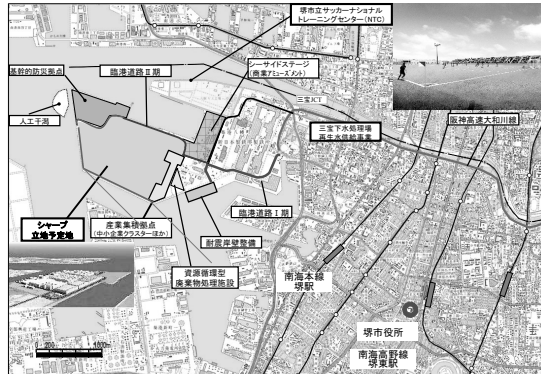 堺市立サッカーナショナル
トレーニングセンター(NTC)
基幹的防災拠点
臨港道路Ⅱ期
シーサイドステージ
(商業アミューズメント)
三宝JCT
人工干潟
三宝下水処理場
再生水供給事業
阪神高速大和川線
シャープ
立地予定地
産業集積拠点
(中小企業クラスターほか)
臨港道路Ⅰ期
耐震岸壁整備
資源循環型
廃棄物処理施設
南海本線
堺駅
堺市役所
南海高野線
堺東駅
0 200 1000m